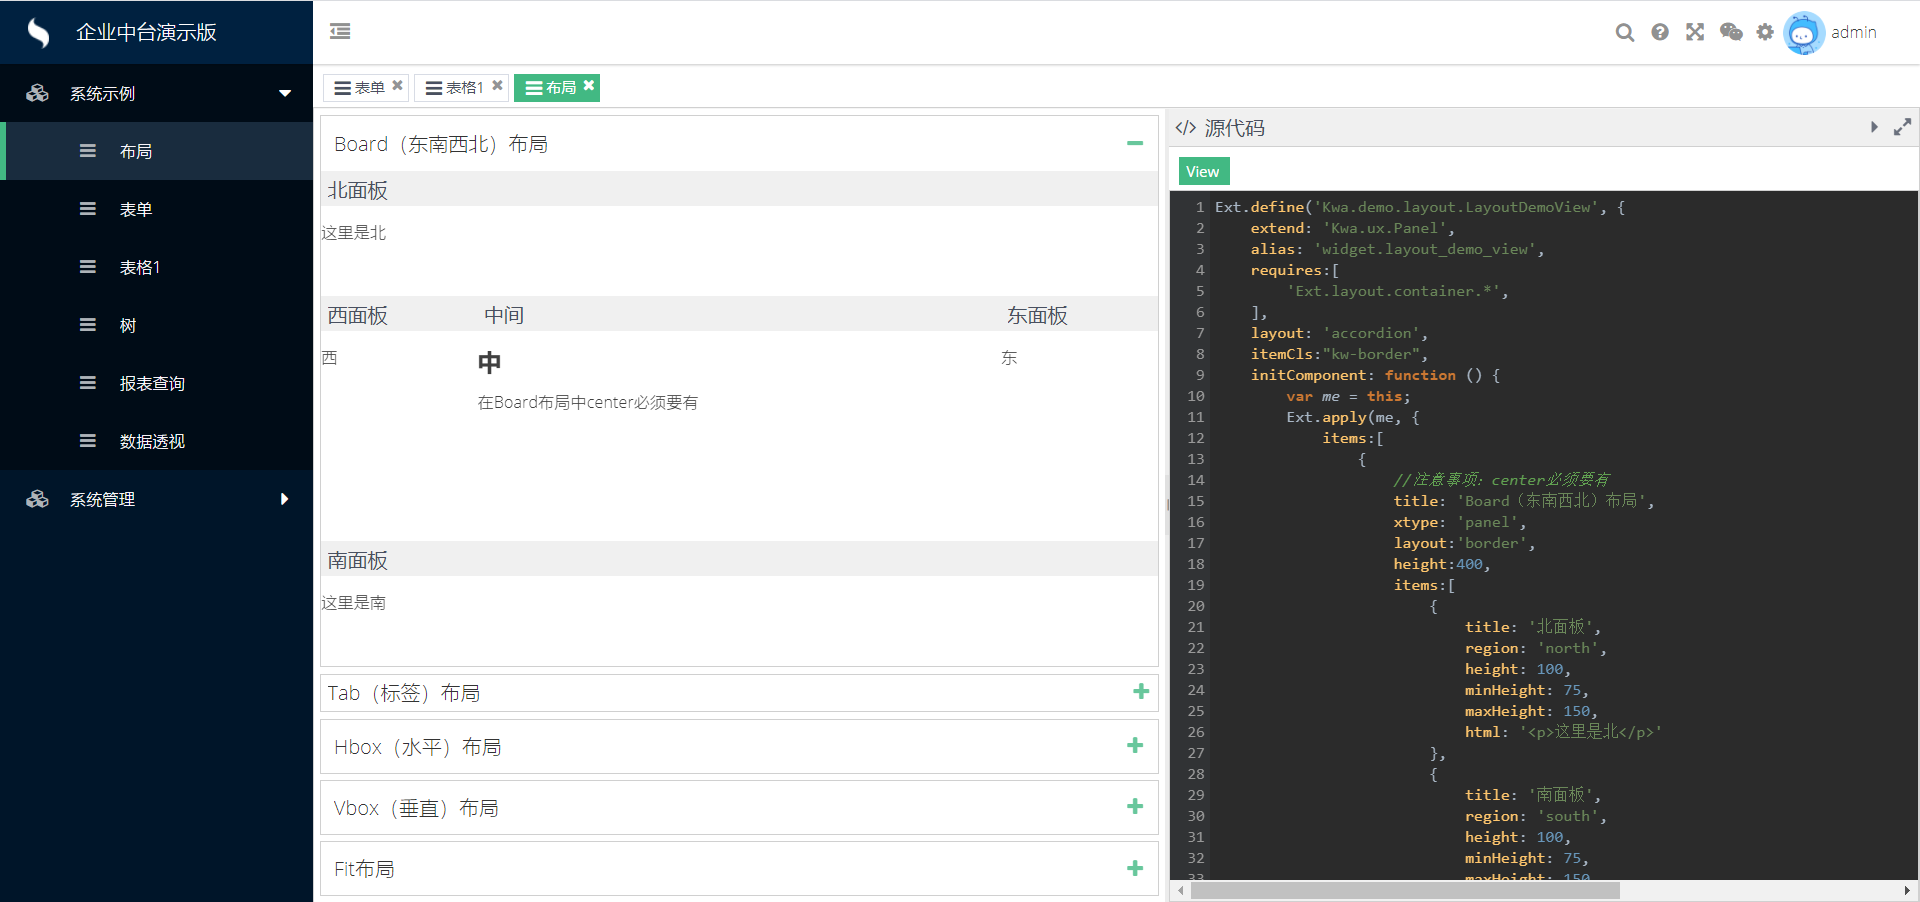 企业中台演示版
admin
系统示例
布局
表单
表格1
树
报表查询
数据透视
系统管理
表单
表格1
布局
Board（东南西北）布局
北面板
这里是北
西面板
中间
东面板
西
中
东
在Board布局中center必须要有
南面板
这里是南
Tab（标签）布局
Hbox（水平）布局
Vbox（垂直）布局
Fit布局
</> 源代码
View
1 Ext.define('Kwa.demo.layout.LayoutDemoView', {
2 extend: 'Kwa.ux.Panel',
3 alias: 'widget.layout_demo_view',
4 requires:[
5 'Ext.layout.container.*',
6 ],
7 layout: 'accordion',
8 itemCls:"kw-border",
9 initComponent: function () {
10 var me = this;
11 Ext.apply(me, {
12 items:[
13 {
14 //注意事项：center必须要有
15 title: 'Board（东南西北）布局',
16 xtype: 'panel',
17 layout:'border',
18 height:400,
19 items:[
20 {
21 title: '北面板',
22 region: 'north',
23 height: 100,
24 minHeight: 75,
25 maxHeight: 150,
26 html: '<p>这里是北</p>'
27 },
28 {
29 title: '南面板',
30 region: 'south',
31 height: 100,
32 minHeight: 75,
33 maxHeight: 150,